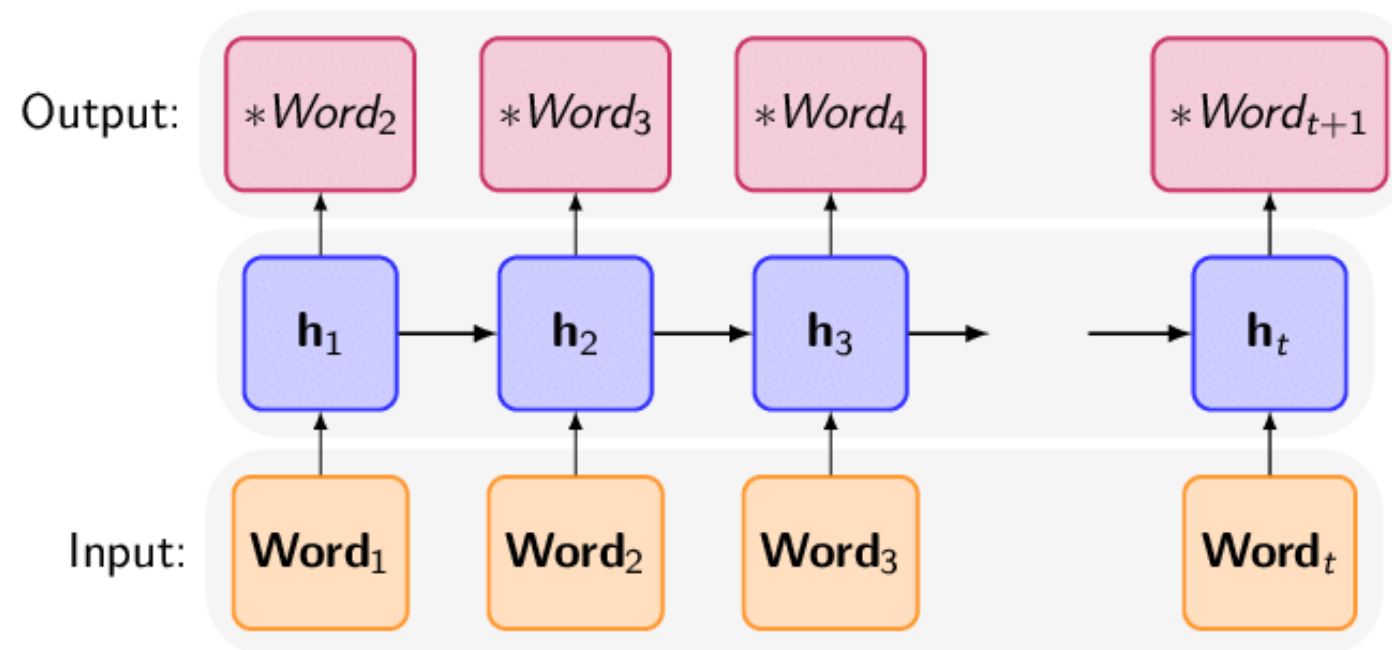 Output: *Word₂ *Word₃ *Word₄ *Wordₜ₊₁
h₁ h₂ h₃ hₜ
Input: Word₁ Word₂ Word₃ Wordₜ